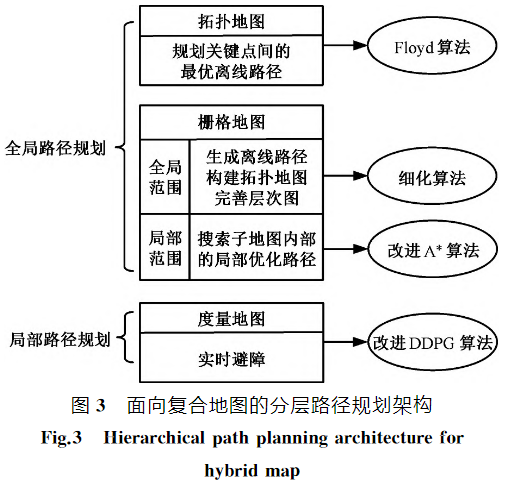 全局路径规划
拓扑地图
规划关键点间的
最优离线路径
Floyd 算法
栅格地图
全局
范围
生成离线路径
构建拓扑地图
完善层次图
细化算法
局部
范围
搜索子地图内部
的局部优化路径
改进 A* 算法
局部路径规划
度量地图
实时避障
改进 DDPG 算法
图 3 面向复合地图的分层路径规划架构
Fig.3 Hierarchical path planning architecture for
hybrid map